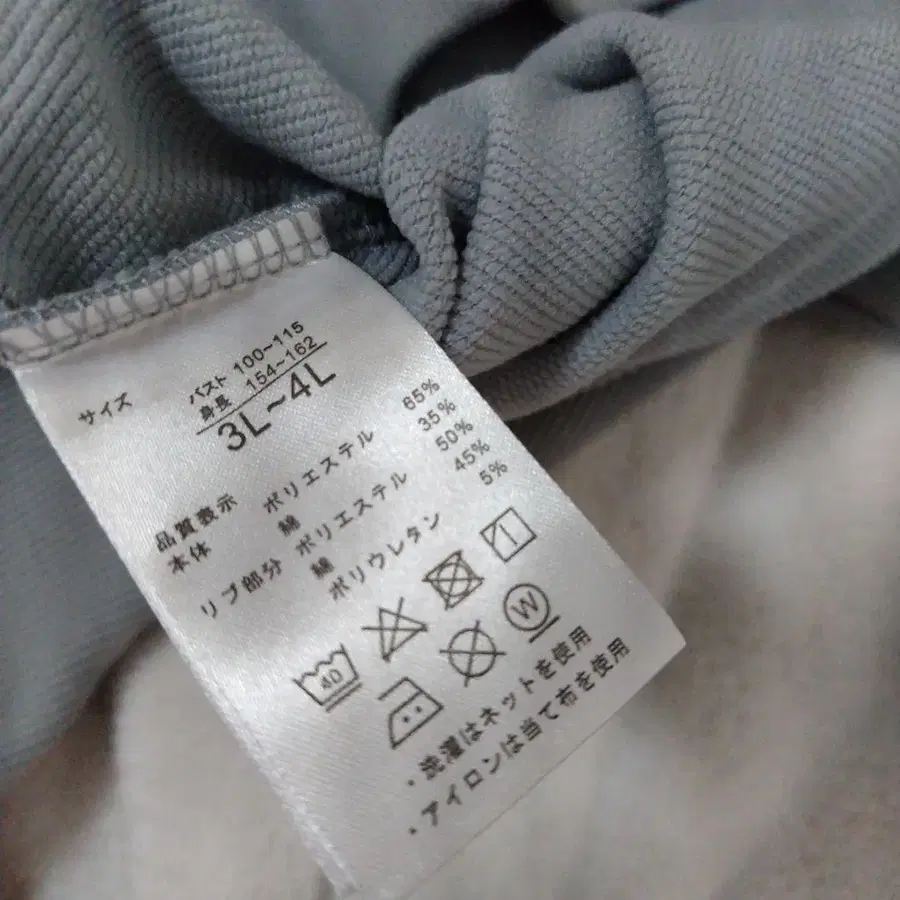 サイズ
バスト 100~115
身長 154~162
3L~4L
品質表示
本体 ポリエステル 65%
綿 35%
リブ部分 ポリエステル 50%
綿 45%
ポリウレタン 5%
40
W
・洗濯はネットを使用
・アイロンは当て布を使用